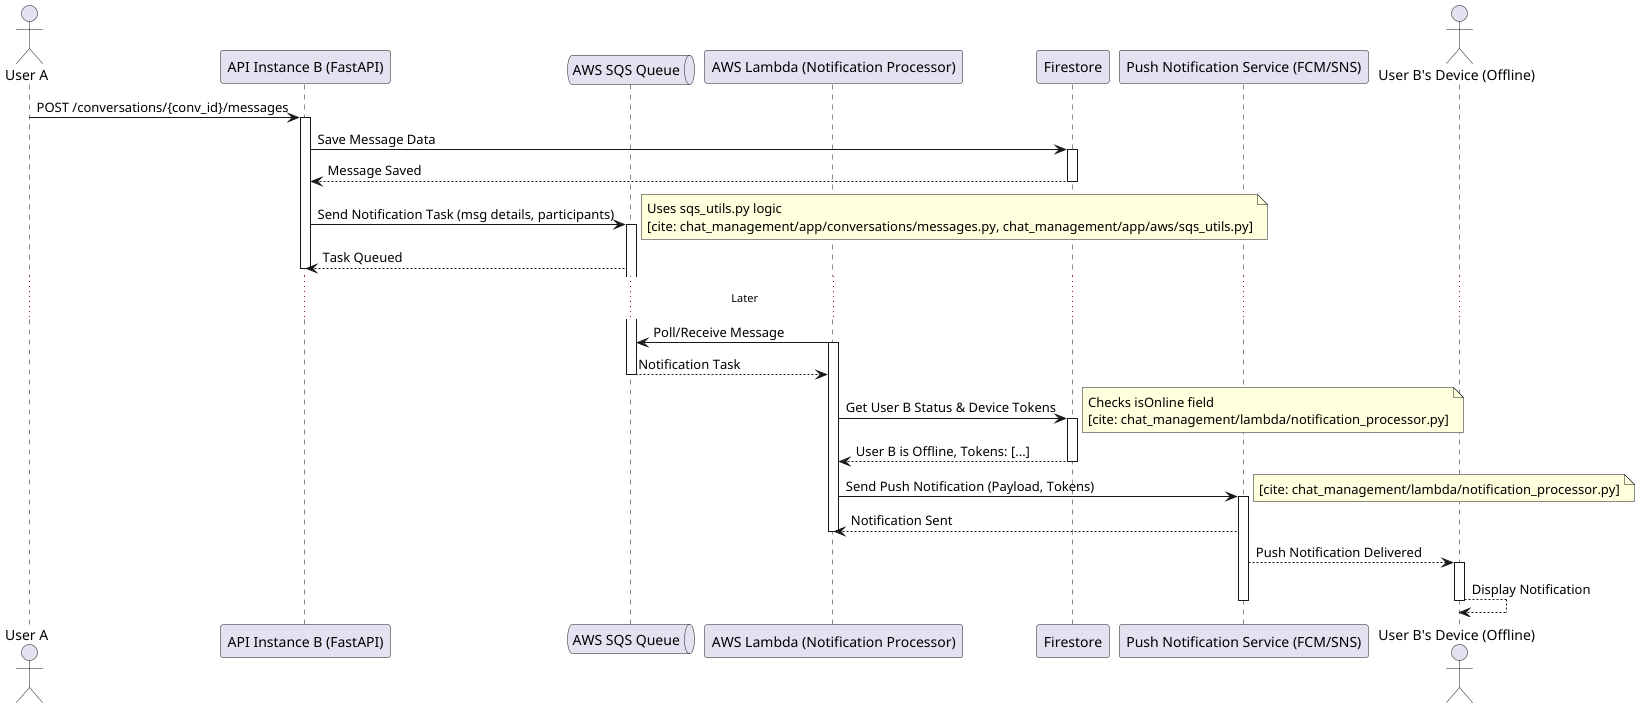 User A
API Instance B (FastAPI)
AWS SQS Queue
AWS Lambda (Notification Processor)
Firestore
Push Notification Service (FCM/SNS)
User B's Device (Offline)
POST /conversations/{conv_id}/messages
Save Message Data
Message Saved
Send Notification Task (msg details, participants)
Uses sqs_utils.py logic
[cite: chat_management/app/conversations/messages.py, chat_management/app/aws/sqs_utils.py]
Task Queued
Later
Poll/Receive Message
Notification Task
Get User B Status & Device Tokens
Checks isOnline field
[cite: chat_management/lambda/notification_processor.py]
User B is Offline, Tokens: [...]
Send Push Notification (Payload, Tokens)
[cite: chat_management/lambda/notification_processor.py]
Notification Sent
Push Notification Delivered
Display Notification
User A
API Instance B (FastAPI)
AWS SQS Queue
AWS Lambda (Notification Processor)
Firestore
Push Notification Service (FCM/SNS)
User B's Device (Offline)